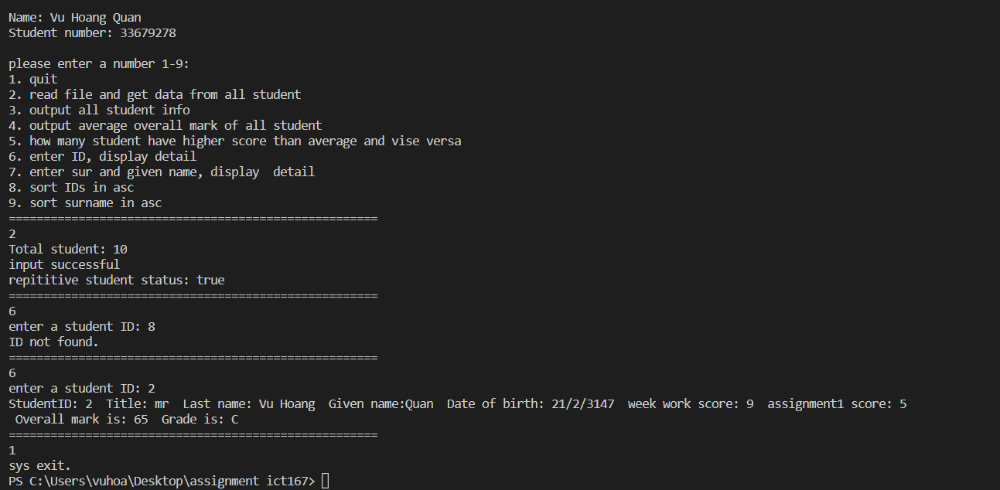 Name: Vu Hoang Quan
Student number: 33679278
please enter a number 1-9:
1. quit
2. read file and get data from all student
3. output all student info
4. output average overall mark of all student
5. how many student have higher score than average and vise versa
6. enter ID, display detail
7. enter sur and given name, display  detail
8. sort IDs in asc
9. sort surname in asc
=====================================================
2
Total student: 10
input successful
repititive student status: true
=====================================================
6
enter a student ID: 8
ID not found.
=====================================================
6
enter a student ID: 2
StudentID: 2  Title: mr  Last name: Vu Hoang  Given name:Quan  Date of birth: 21/2/3147  week work score: 9  assignment1 score: 5
 Overall mark is: 65  Grade is: C
=====================================================
1
sys exit.
PS C:\Users\vuhoa\Desktop\assignment ict167>